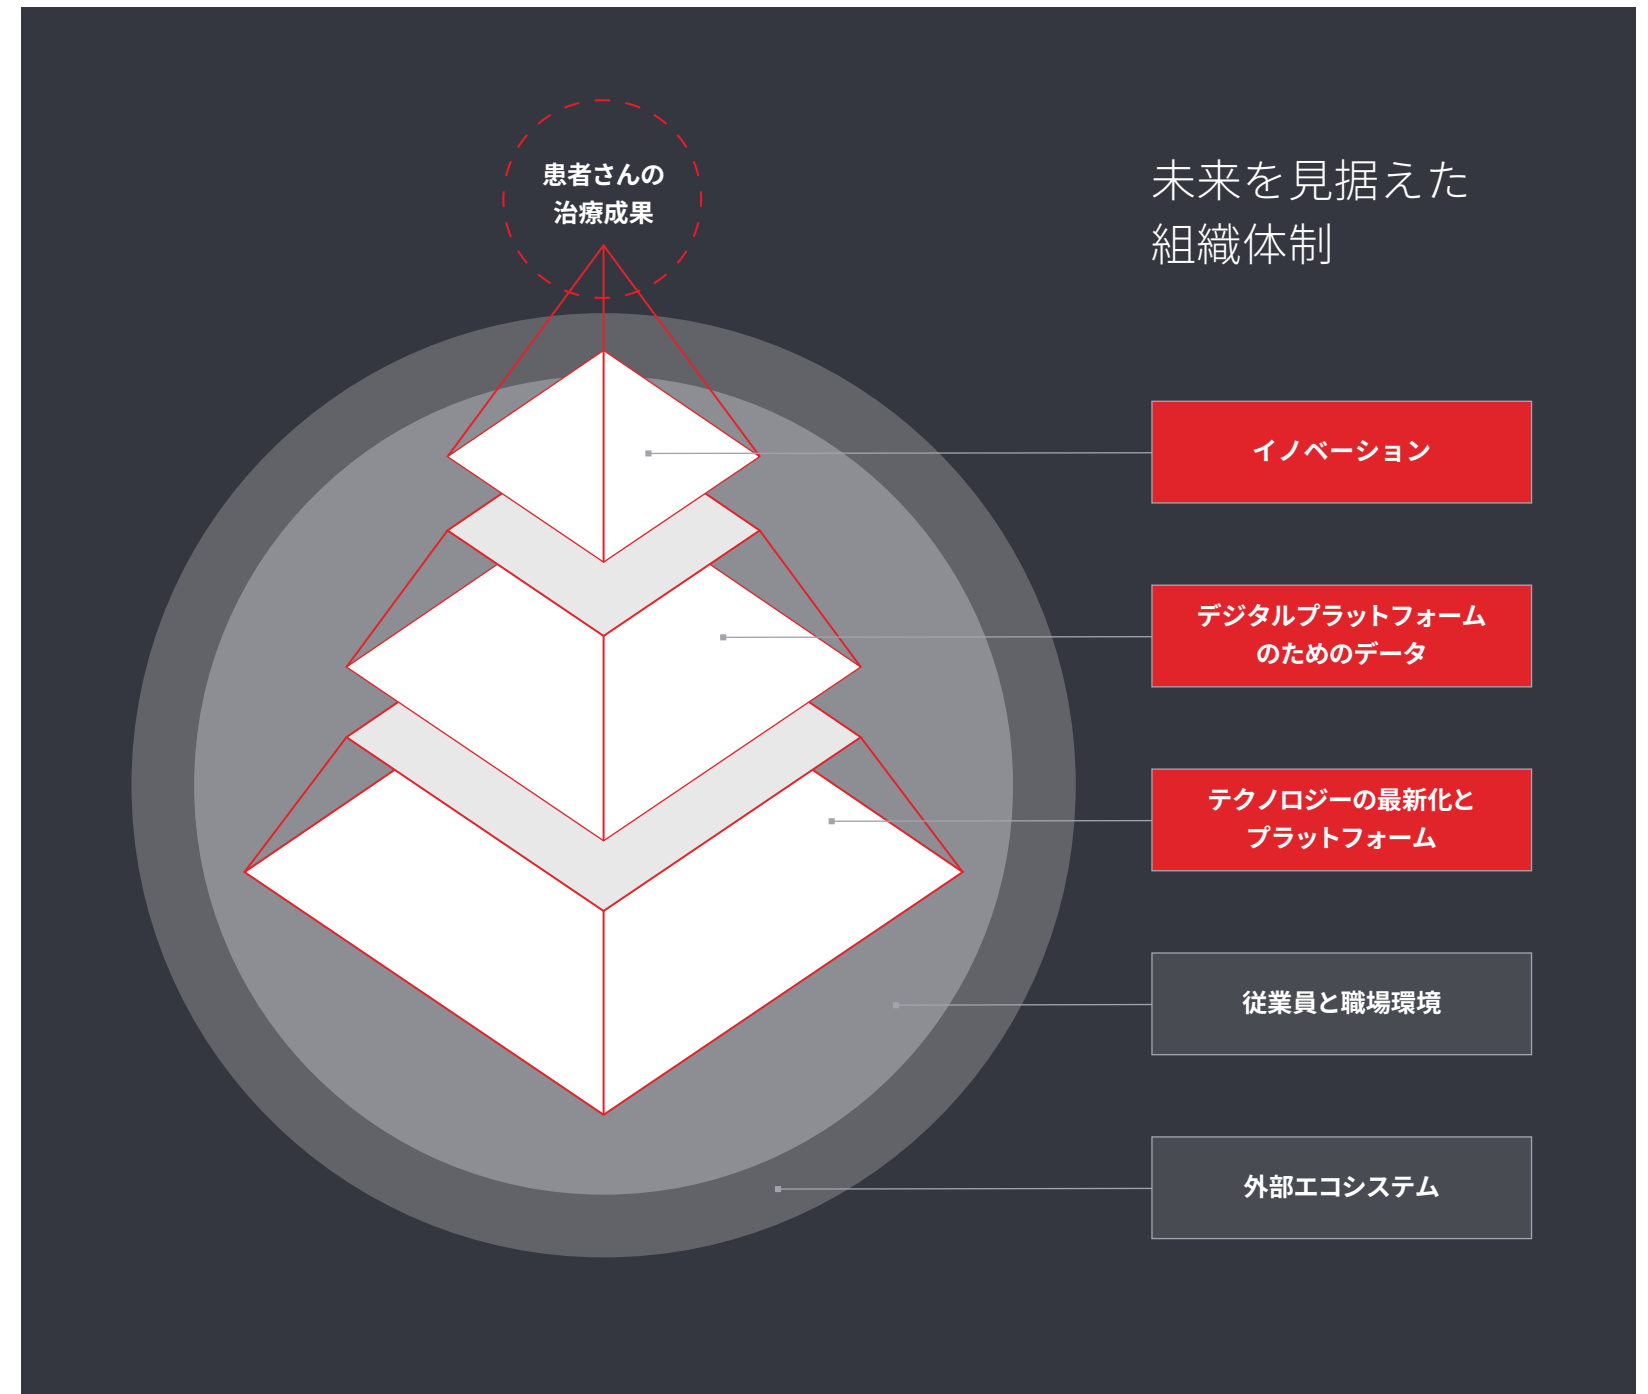 患者さんの
治療成果
未来を見据えた
組織体制
イノベーション
デジタルプラットフォーム
のためのデータ
テクノロジーの最新化と
プラットフォーム
従業員と職場環境
外部エコシステム